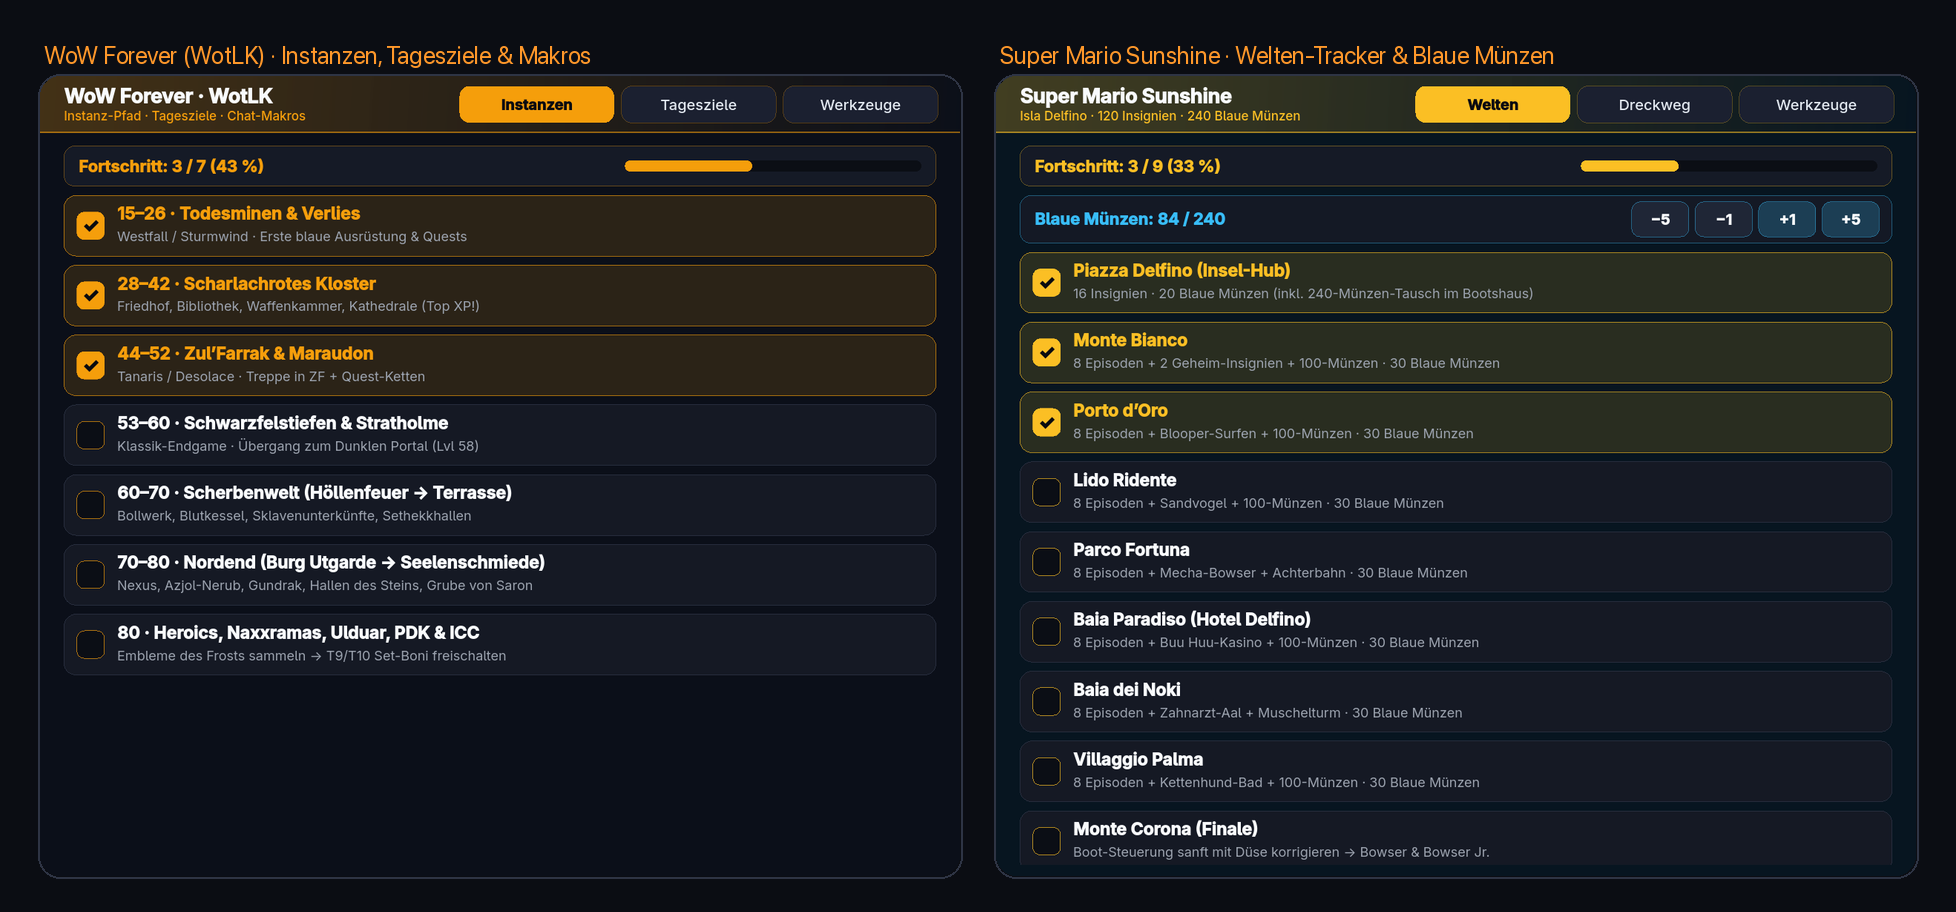 WoW Forever (WotLK) · Instanzen, Tagesziele & Makros
WoW Forever · WotLK
Instanz-Pfad · Tagesziele · Chat-Makros
Instanzen
Tagesziele
Werkzeuge
Fortschritt: 3 / 7 (43 %)
15–26 · Todesminen & Verlies
Westfall / Sturmwind · Erste blaue Ausrüstung & Quests
28–42 · Scharlachrotes Kloster
Friedhof, Bibliothek, Waffenkammer, Kathedrale (Top XP!)
44–52 · Zul’Farrak & Maraudon
Tanaris / Desolace · Treppe in ZF + Quest-Ketten
53–60 · Schwarzfelstiefen & Stratholme
Klassik-Endgame · Übergang zum Dunklen Portal (Lvl 58)
60–70 · Scherbenwelt (Höllenfeuer → Terrasse)
Bollwerk, Blutkessel, Sklavenunterkünfte, Sethekkhallen
70–80 · Nordend (Burg Utgarde → Seelenschmiede)
Nexus, Azjol-Nerub, Gundrak, Hallen des Steins, Grube von Saron
80 · Heroics, Naxxramas, Ulduar, PDK & ICC
Embleme des Frosts sammeln → T9/T10 Set-Boni freischalten
Super Mario Sunshine · Welten-Tracker & Blaue Münzen
Super Mario Sunshine
Isla Delfino · 120 Insignien · 240 Blaue Münzen
Welten
Dreckweg
Werkzeuge
Fortschritt: 3 / 9 (33 %)
Blaue Münzen: 84 / 240
−5
−1
+1
+5
Piazza Delfino (Insel-Hub)
16 Insignien · 20 Blaue Münzen (inkl. 240-Münzen-Tausch im Bootshaus)
Monte Bianco
8 Episoden + 2 Geheim-Insignien + 100-Münzen · 30 Blaue Münzen
Porto d’Oro
8 Episoden + Blooper-Surfen + 100-Münzen · 30 Blaue Münzen
Lido Ridente
8 Episoden + Sandvogel + 100-Münzen · 30 Blaue Münzen
Parco Fortuna
8 Episoden + Mecha-Bowser + Achterbahn · 30 Blaue Münzen
Baia Paradiso (Hotel Delfino)
8 Episoden + Buu Huu-Kasino + 100-Münzen · 30 Blaue Münzen
Baia dei Noki
8 Episoden + Zahnarzt-Aal + Muschelturm · 30 Blaue Münzen
Villaggio Palma
8 Episoden + Kettenhund-Bad + 100-Münzen · 30 Blaue Münzen
Monte Corona (Finale)
Boot-Steuerung sanft mit Düse korrigieren → Bowser & Bowser Jr.